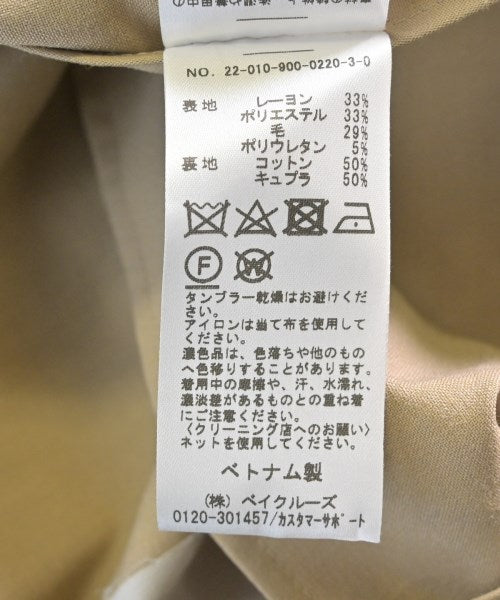 NO. 22-010-900-0220-3-0
表地 レーヨン 33%
ポリエステル 33%
毛 29%
ポリウレタン 5%
裏地 コットン 50%
キュプラ 50%
F W
タンブラー乾燥はお避けくだ
さい。
アイロンは当て布を使用して
ください。
濃色品は、色落ちや他のもの
へ色移りすることがあります。
着用中の摩擦や、汗、水濡れ、
濃淡差があるものとの重ね着
にご注意ください。
〈クリーニング店へのお願い〉
ネットを使用してください。
ベトナム製
(株) ベイクルーズ
0120-301457/カスタマーサポート